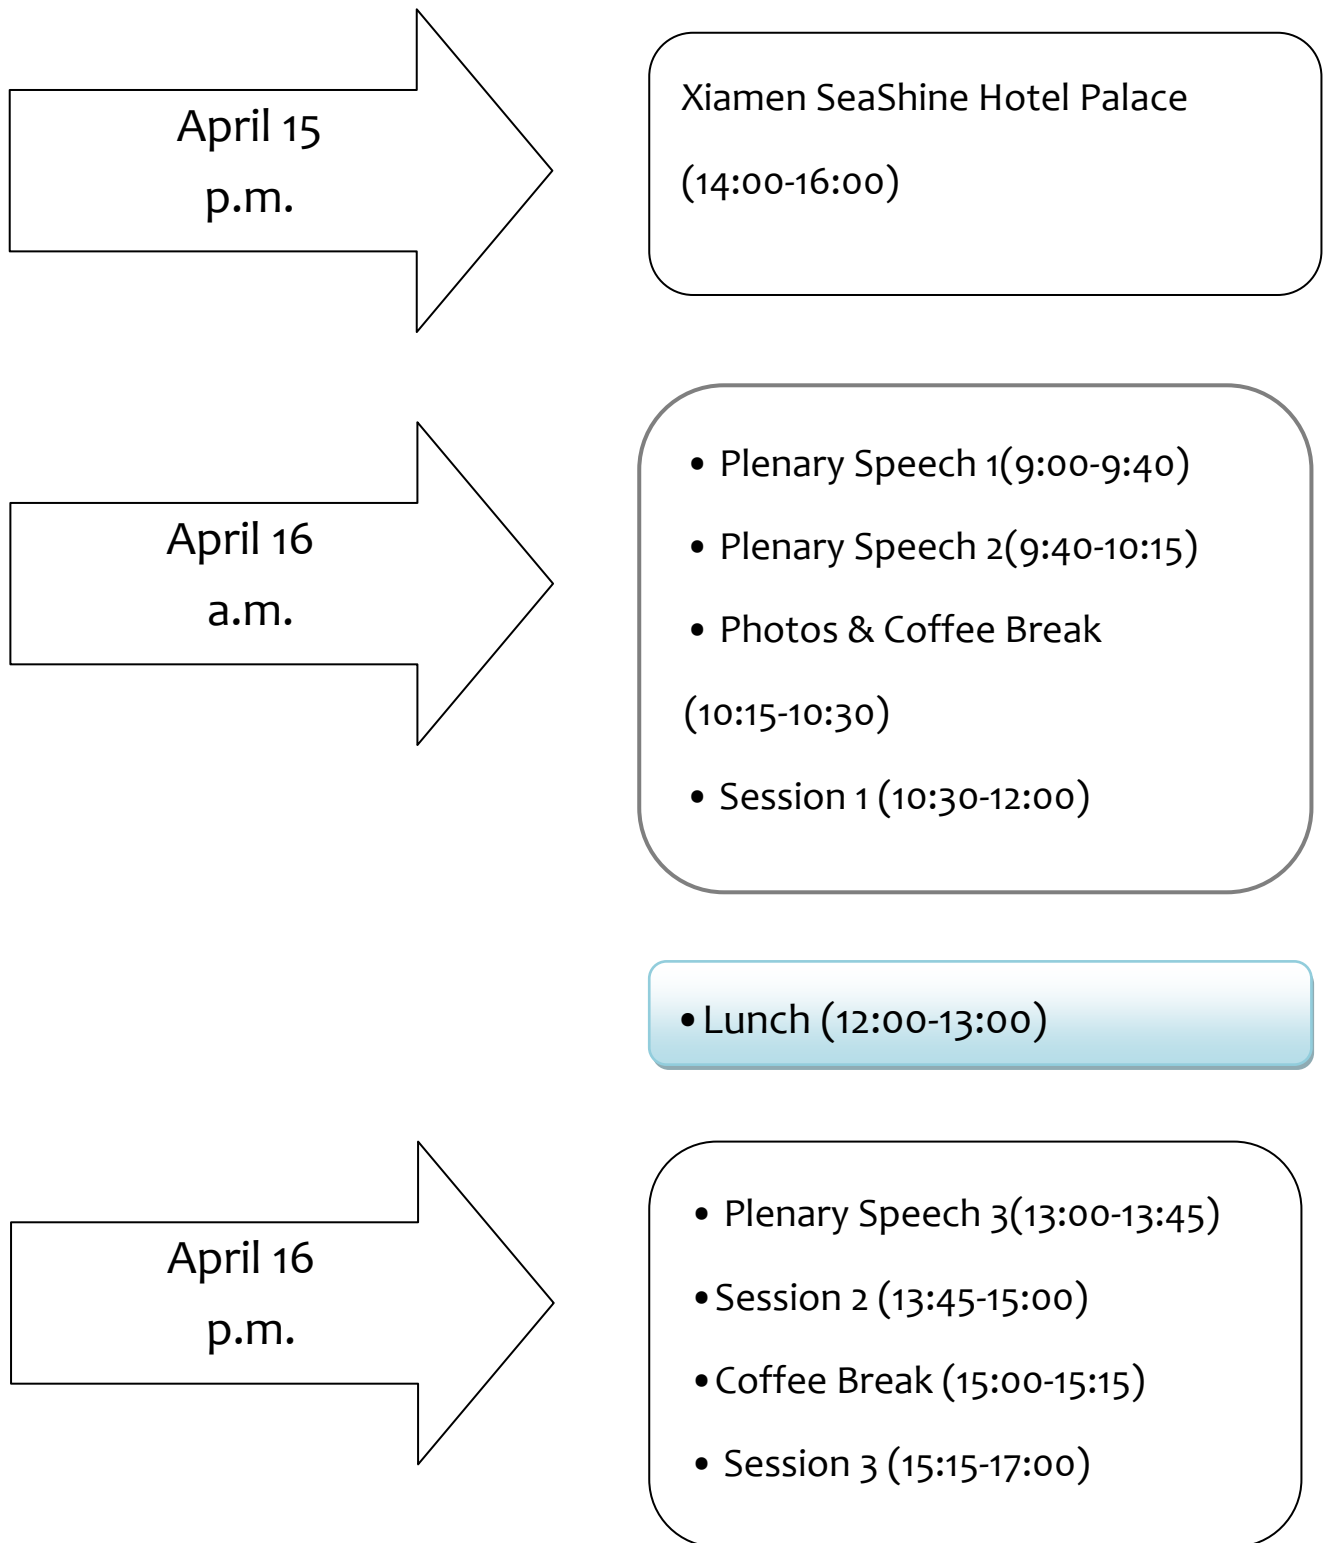 April 15
p.m.
Xiamen SeaShine Hotel Palace
(14:00-16:00)
April 16
a.m.
• Plenary Speech 1(9:00-9:40)
• Plenary Speech 2(9:40-10:15)
• Photos & Coffee Break
(10:15-10:30)
• Session 1 (10:30-12:00)
•Lunch (12:00-13:00)
April 16
p.m.
• Plenary Speech 3(13:00-13:45)
•Session 2 (13:45-15:00)
•Coffee Break (15:00-15:15)
• Session 3 (15:15-17:00)